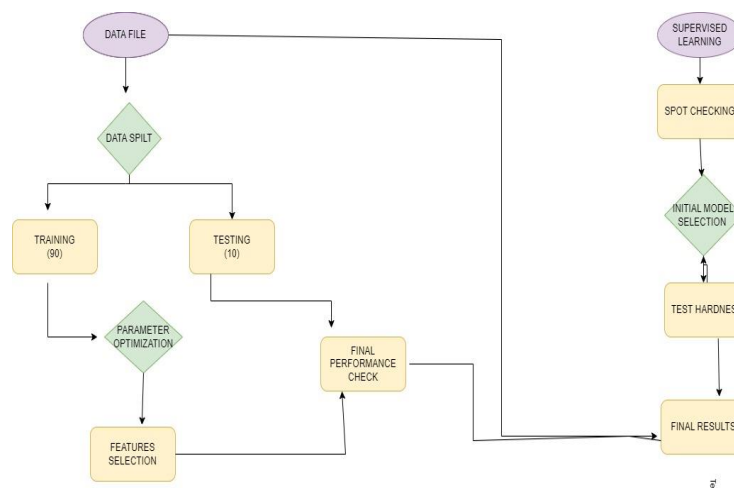 DATA FILE
SUPERVISED
LEARNING
SPOT CHECKING
DATA SPILT
INITIAL MODEL
SELECTION
TRAINING
(90)
TESTING
(10)
TEST HARDNES
PARAMETER
OPTIMIZATION
FINAL
PERFORMANCE
CHECK
FEATURES
SELECTION
FINAL RESULTS
Te